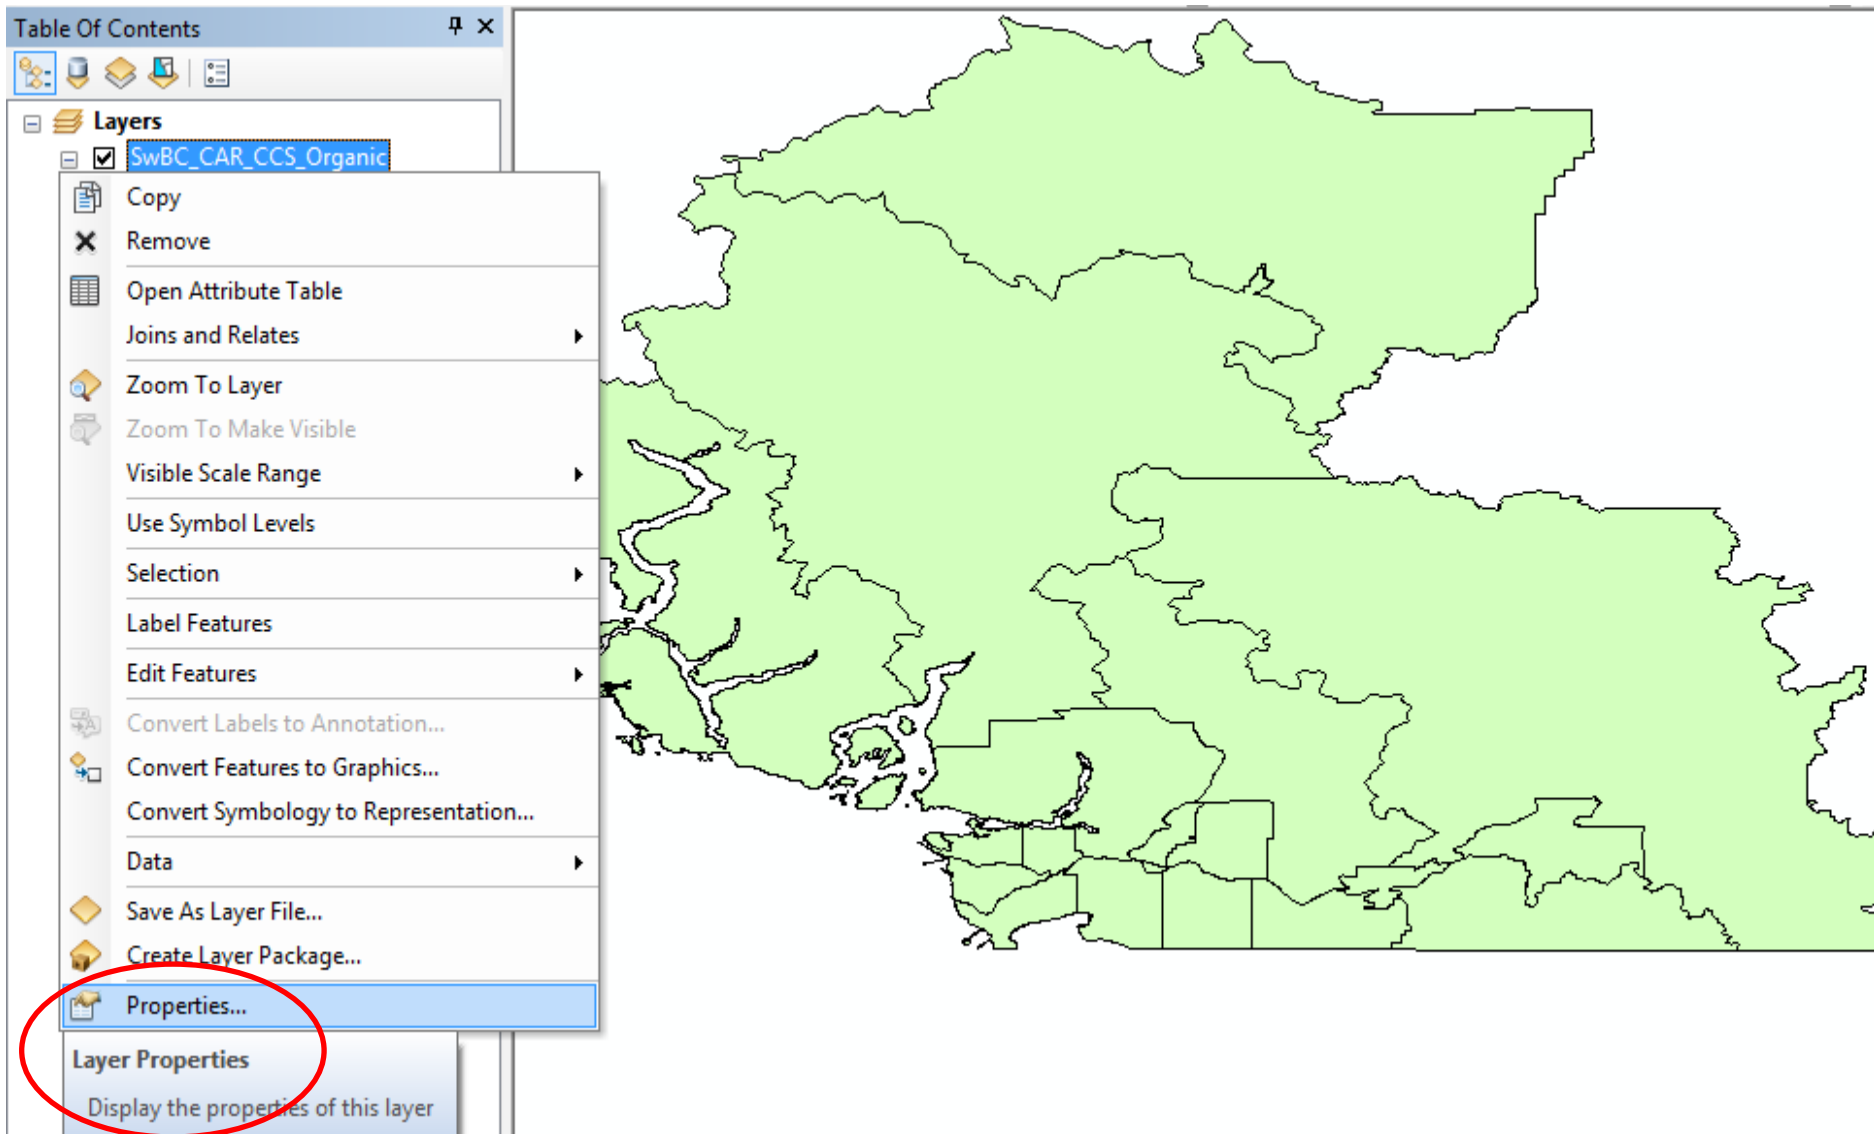 Table Of Contents
Layers
SwBC_CAR_CCS_Organic
Copy
Remove
Open Attribute Table
Joins and Relates
Zoom To Layer
Zoom To Make Visible
Visible Scale Range
Use Symbol Levels
Selection
Label Features
Edit Features
Convert Labels to Annotation...
Convert Features to Graphics...
Convert Symbology to Representation...
Data
Save As Layer File...
Create Layer Package...
Properties...
Layer Properties
Display the properties of this layer